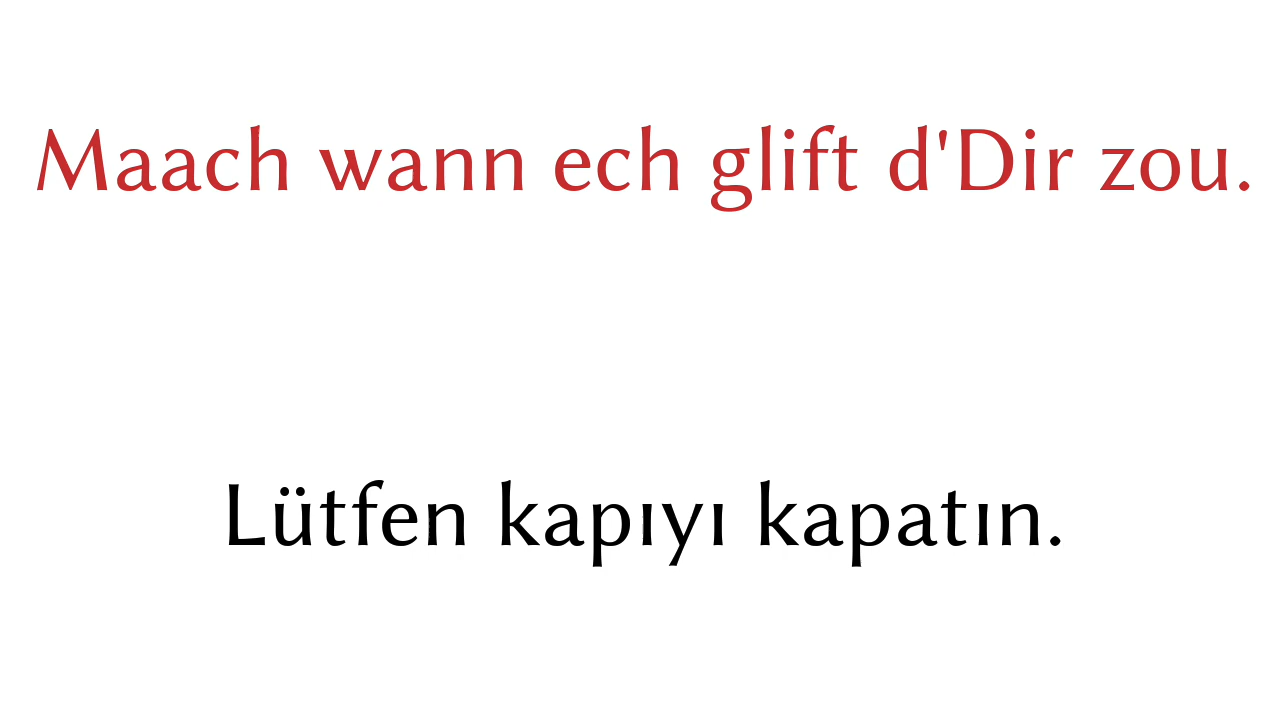 Maach wann ech glift d'Dir zou.
Lütfen kapıyı kapatın.